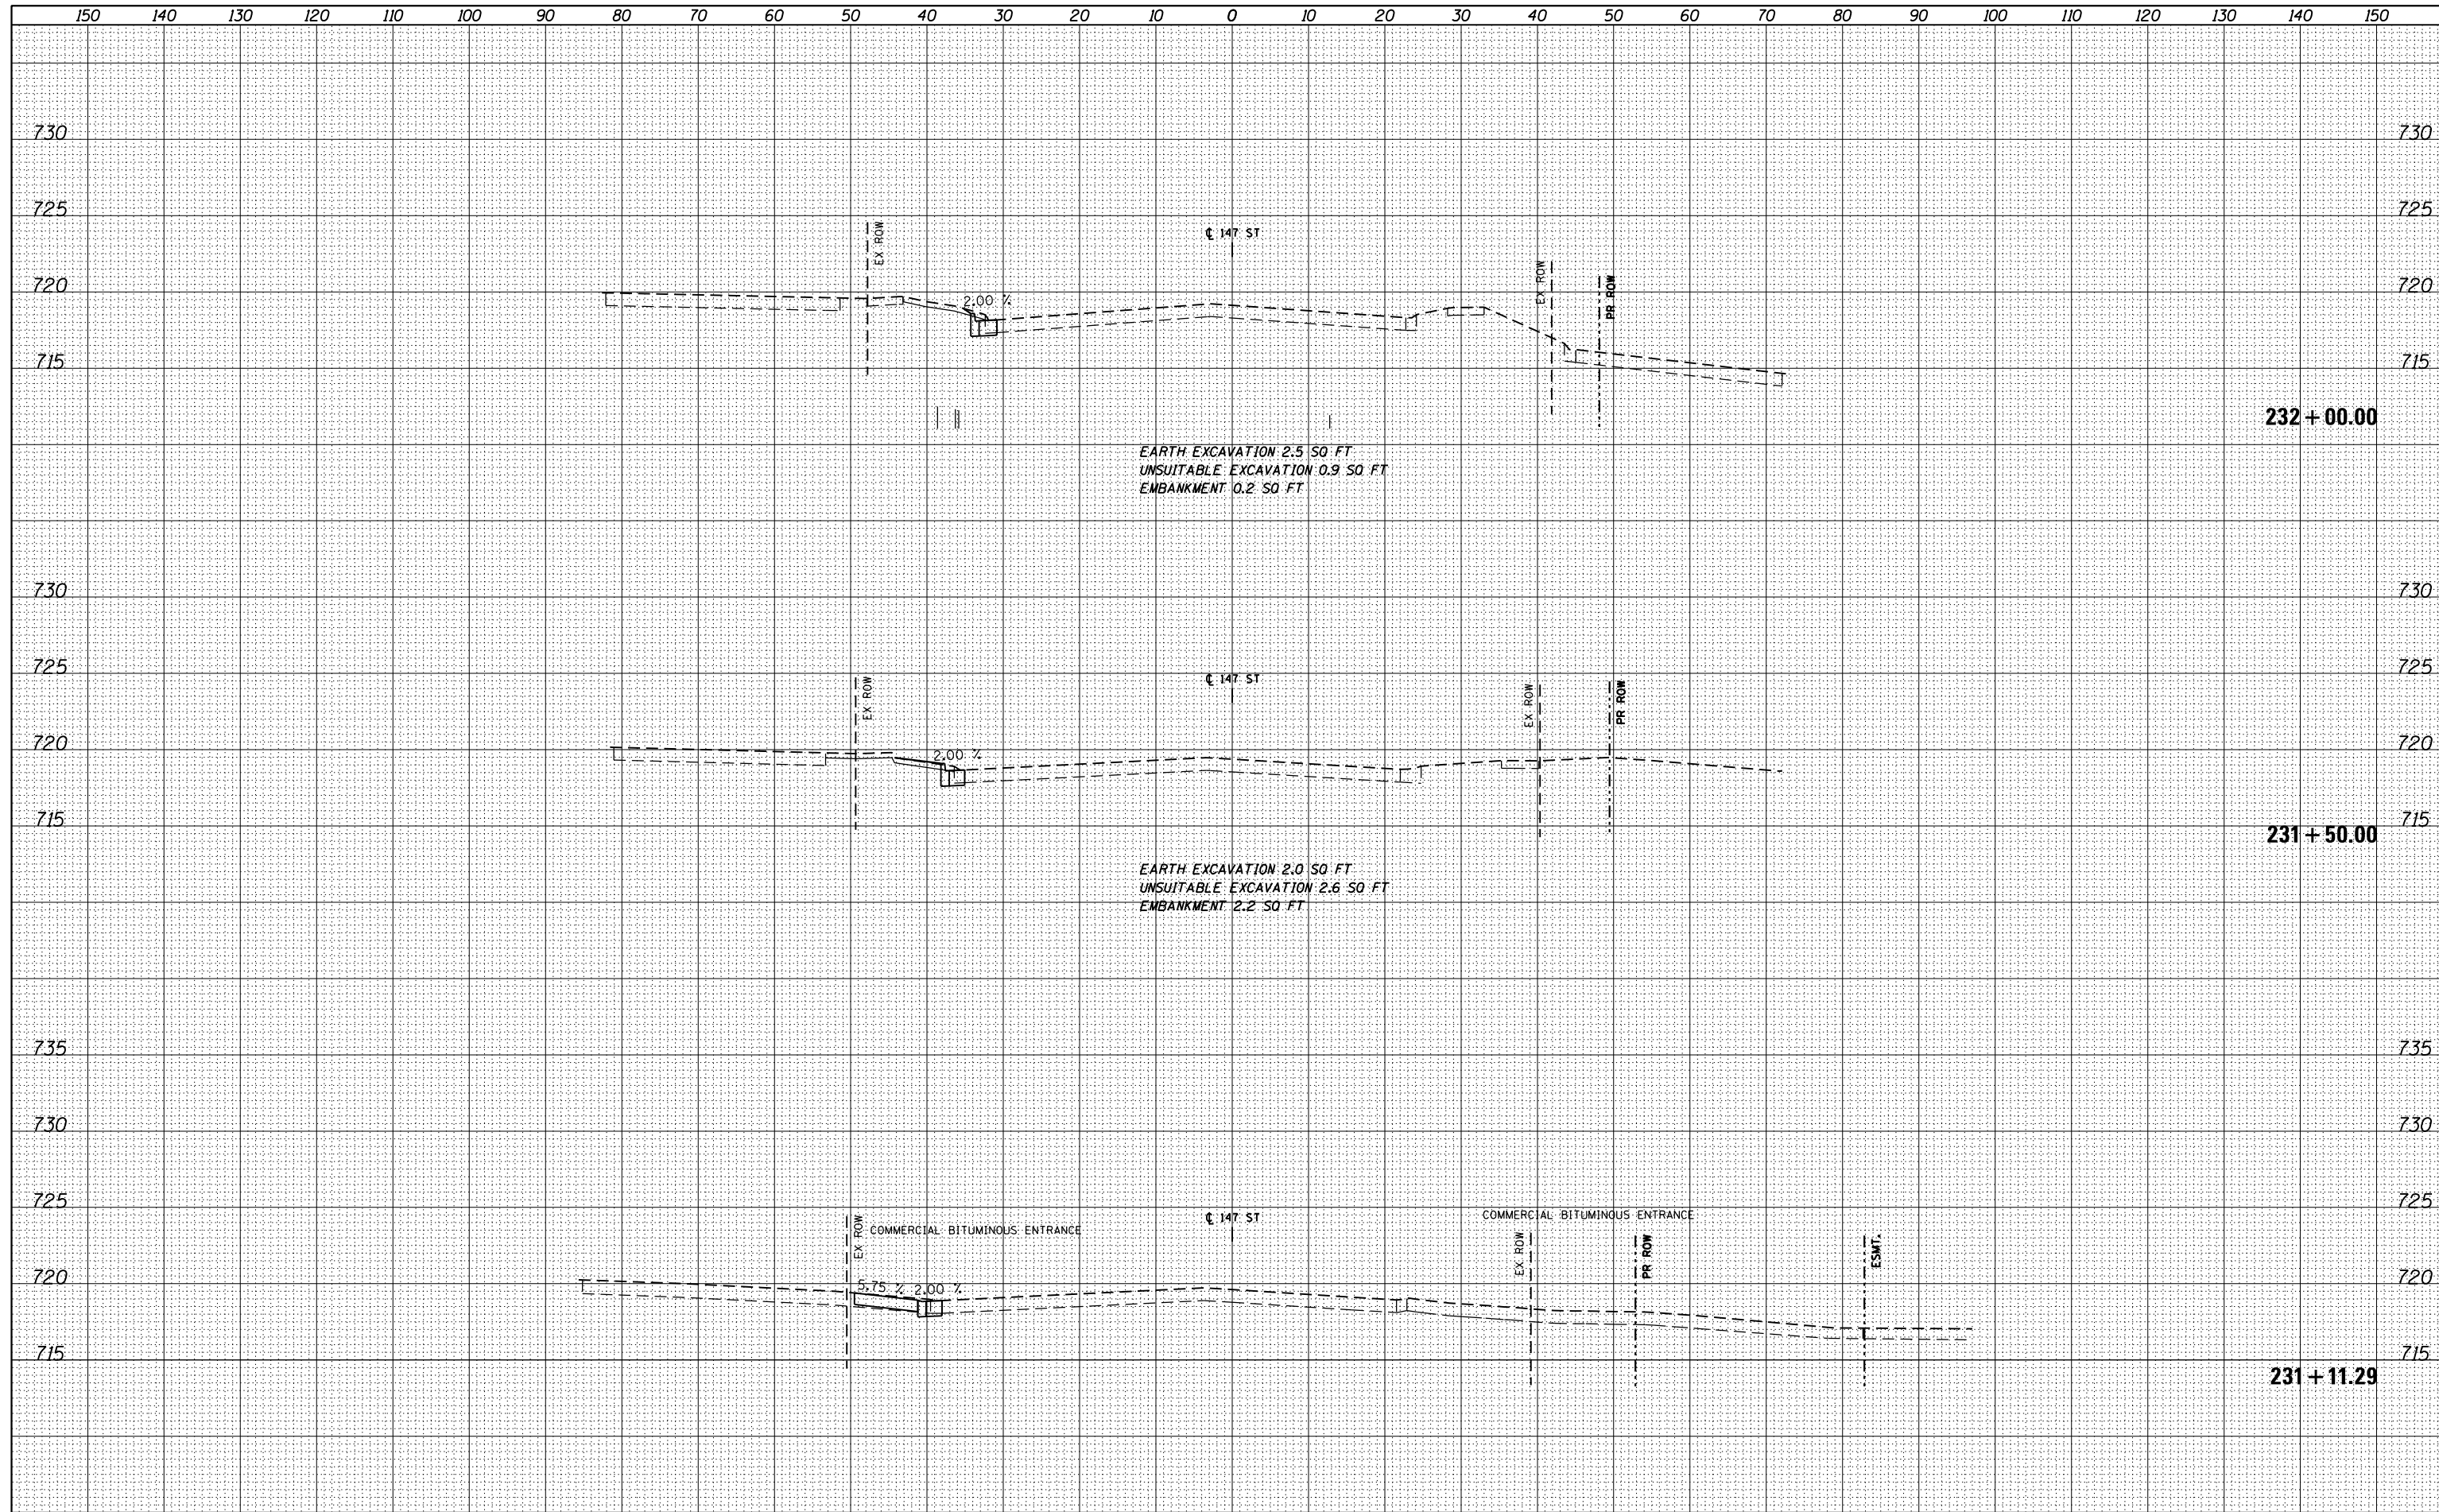 150 140 130 120 110 100 90 80 70 60 50 40 30 20 10 0 10 20 30 40 50 60 70 80 90 100 110 120 130 140 150
730 730
725 725
EX ROW
℄ 147 ST
720 720
2.00 %
EX ROW
PR ROW
715 715
232+00.00
EARTH EXCAVATION 2.5 SQ FT
UNSUITABLE EXCAVATION 0.9 SQ FT
EMBANKMENT 0.2 SQ FT
730 730
725 725
EX ROW
℄ 147 ST
EX ROW
PR ROW
720 720
2.00 %
715 715
231+50.00
EARTH EXCAVATION 2.0 SQ FT
UNSUITABLE EXCAVATION 2.6 SQ FT
EMBANKMENT 2.2 SQ FT
735 735
730 730
725 725
EX ROW
COMMERCIAL BITUMINOUS ENTRANCE
℄ 147 ST
COMMERCIAL BITUMINOUS ENTRANCE
EX ROW
PR ROW
ESMT.
720 720
5.75 % 2.00 %
715 715
231+11.29